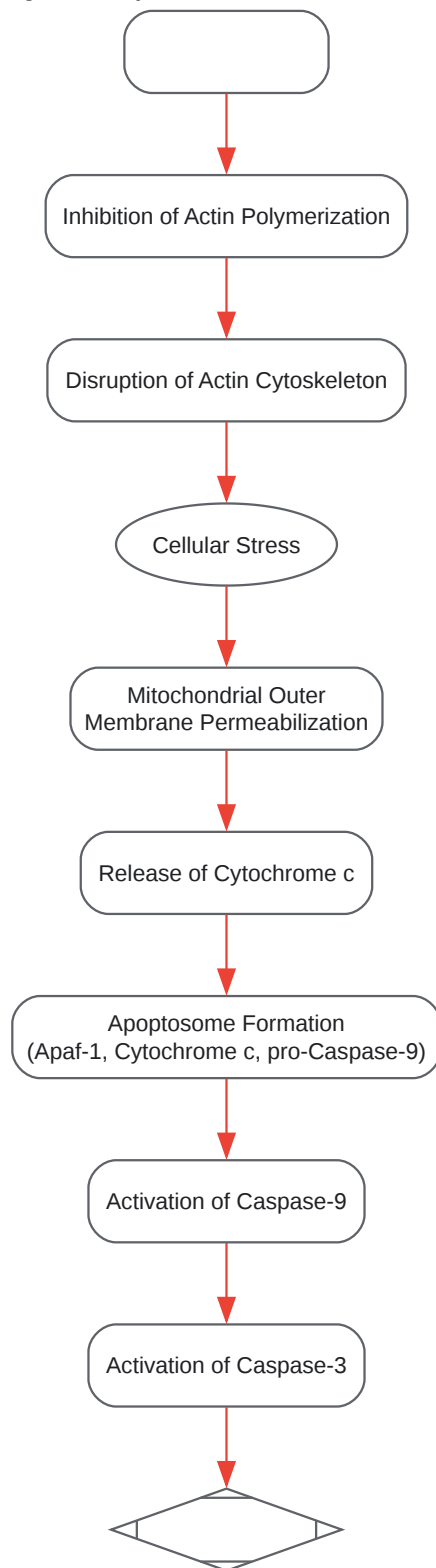 Inhibition of Actin Polymerization
Disruption of Actin Cytoskeleton
Cellular Stress
Mitochondrial Outer
Membrane Permeabilization
Release of Cytochrome c
Apoptosome Formation
(Apaf-1, Cytochrome c, pro-Caspase-9)
Activation of Caspase-9
Activation of Caspase-3